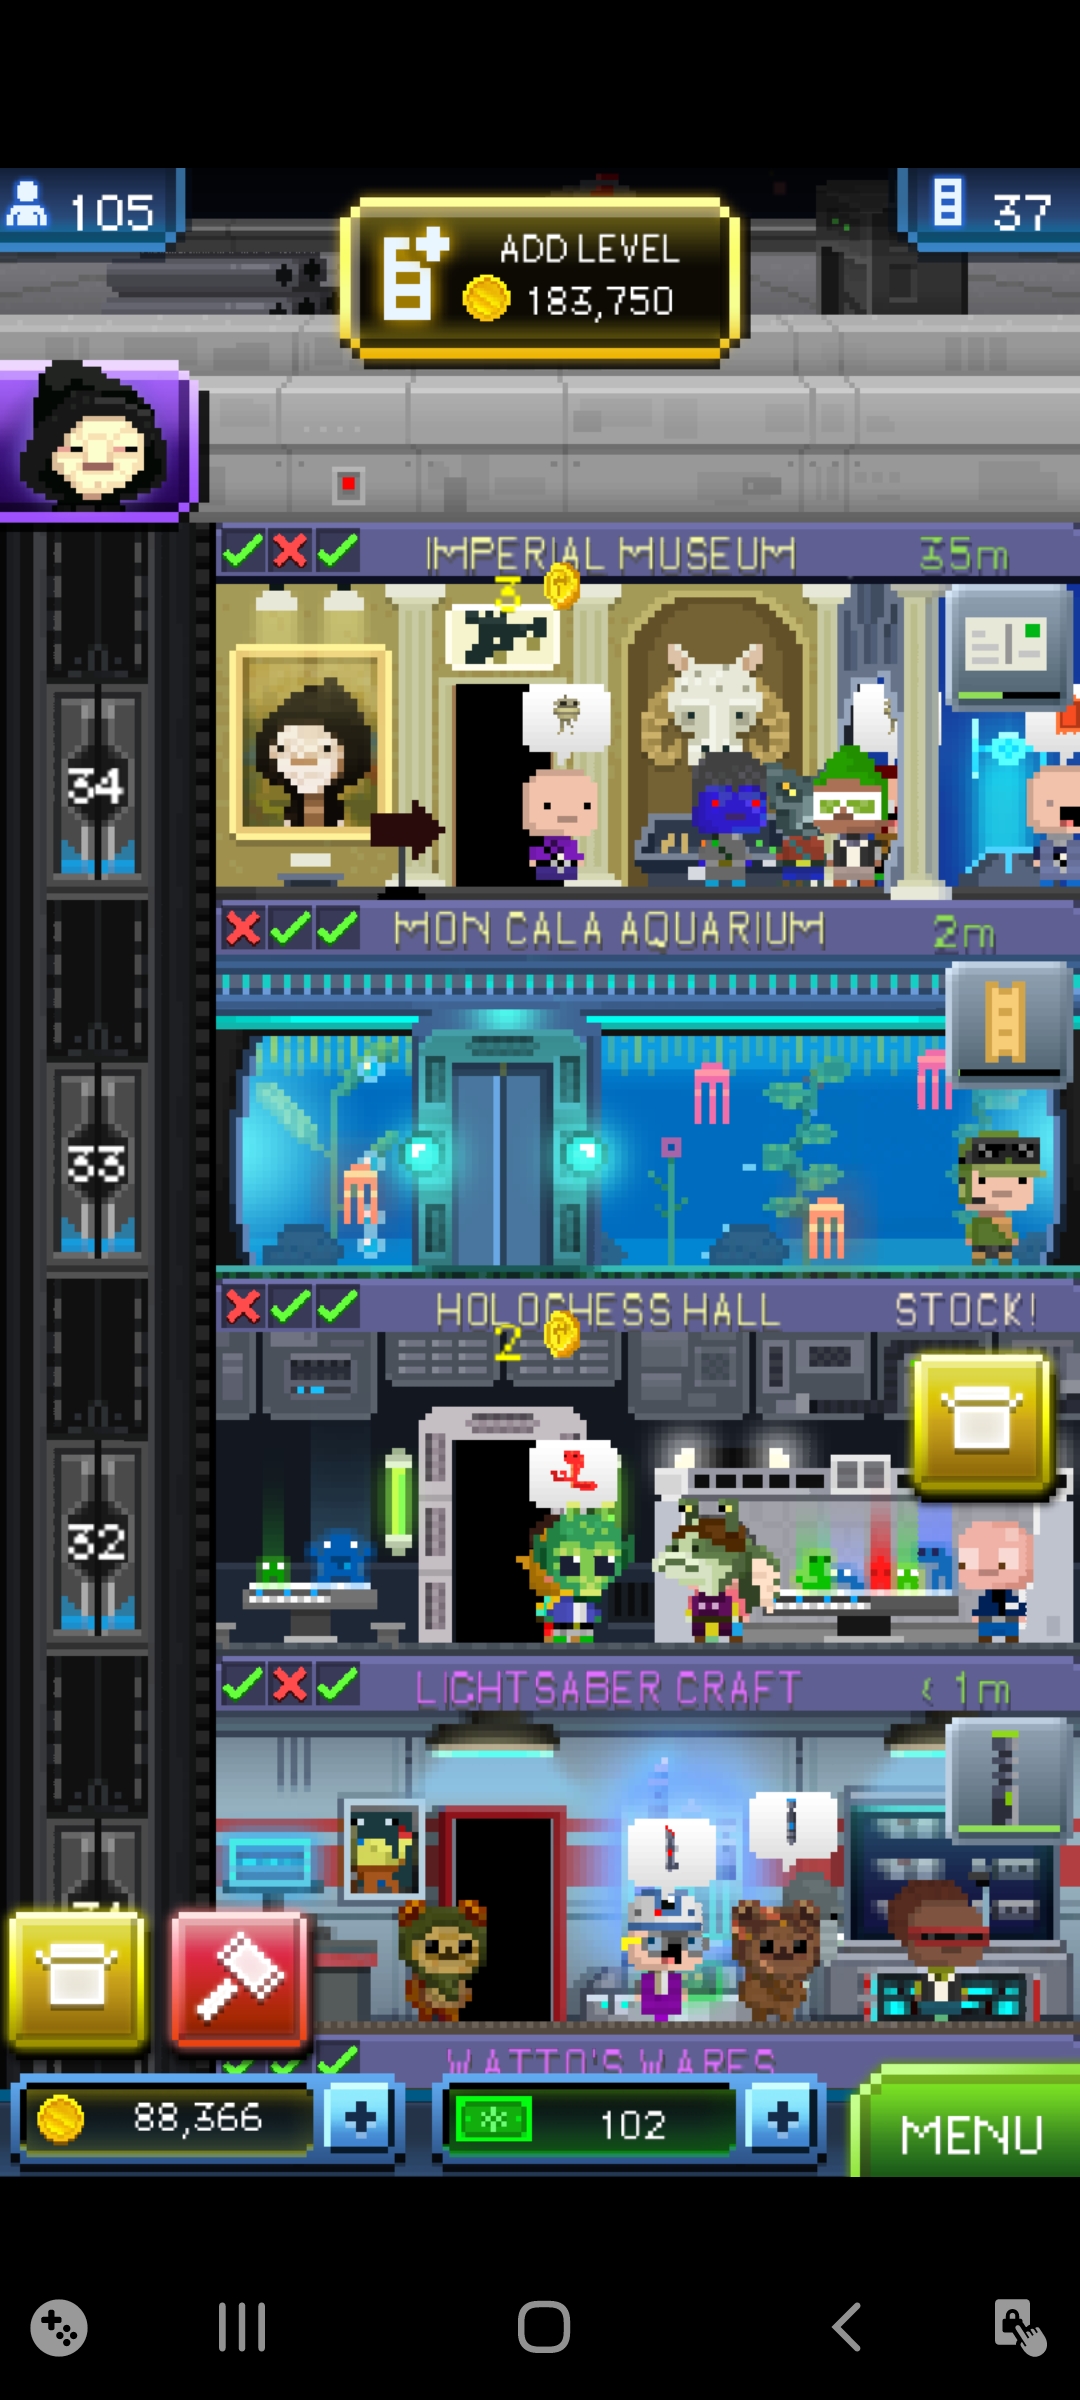 105
ADD LEVEL
183,750
37
IMPERIAL MUSEUM 35m
3
34
MON CALA AQUARIUM 2m
33
HOLOCHESS HALL STOCK!
2
32
LIGHTSABER CRAFT < 1m
WATTO'S WARES
88,366
102
MENU